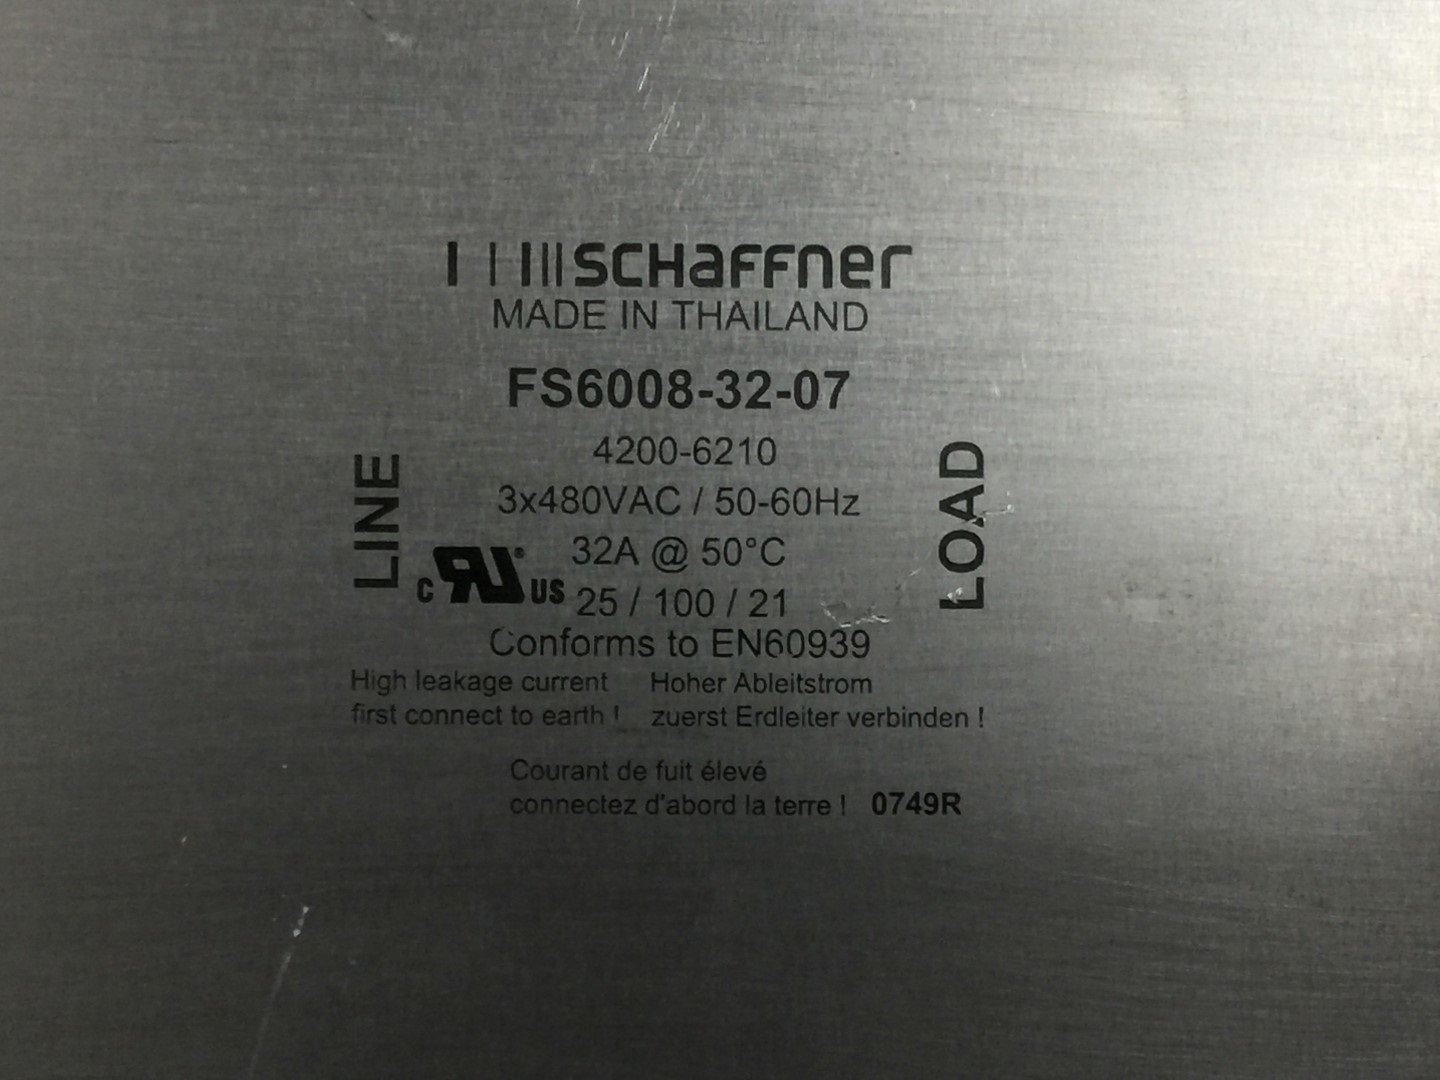 SCHAFFNER
MADE IN THAILAND
FS6008-32-07
4200-6210
3x480VAC / 50-60Hz
LINE
LOAD
32A @ 50°C
c RU® US
25 / 100 / 21
Conforms to EN60939
High leakage current
first connect to earth !
Hoher Ableitstrom
zuerst Erdleiter verbinden !
Courant de fuit élevé
connectez d'abord la terre ! 0749R